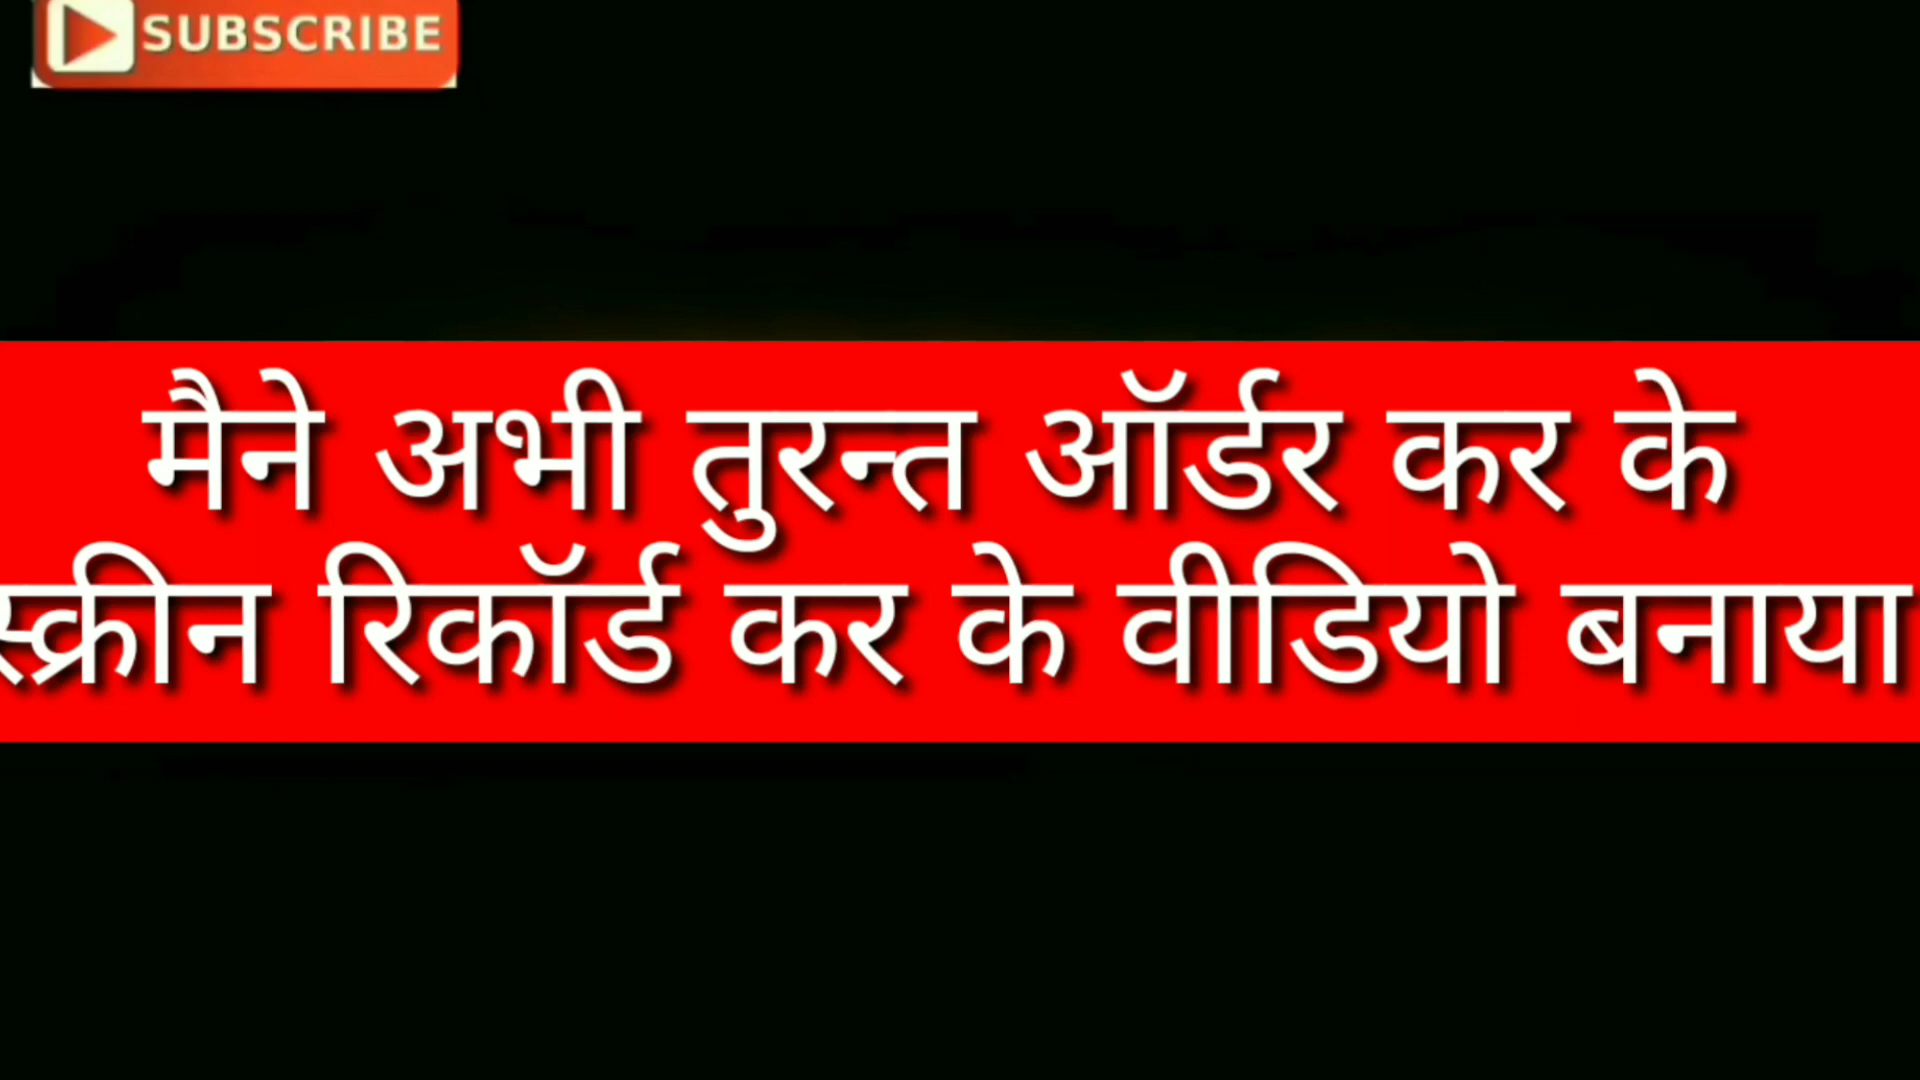 SUBSCRIBE
मैने अभी तुरन्त ऑर्डर कर के
स्क्रीन रिकॉर्ड कर के वीडियो बनाया